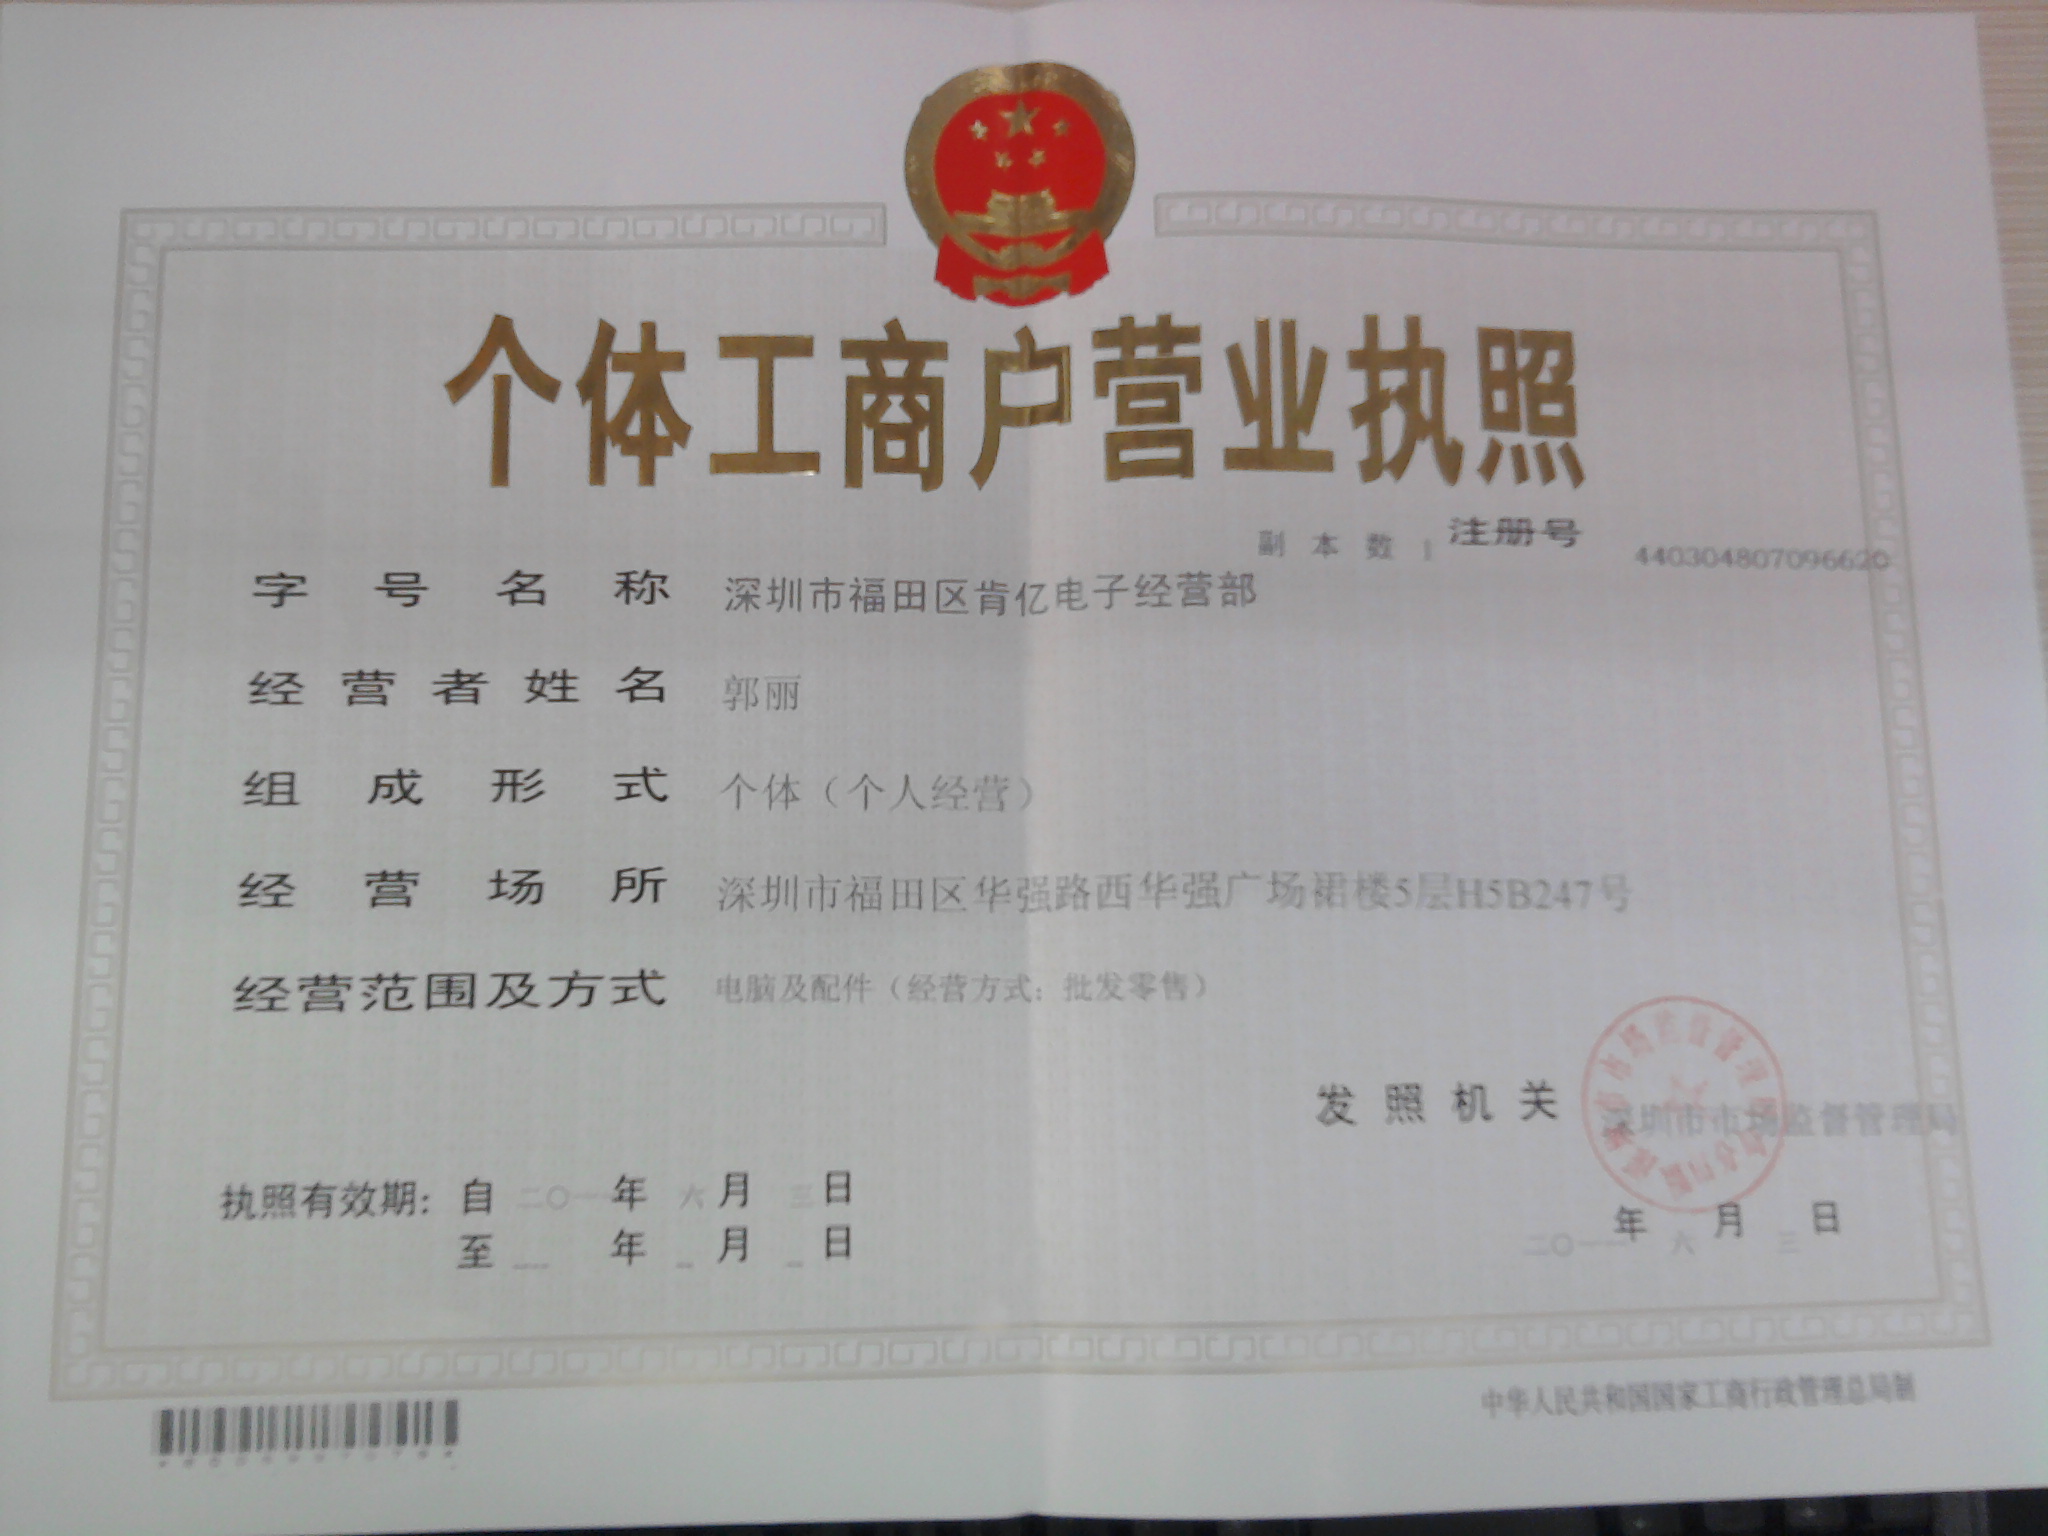 个体工商户营业执照
副本数 1 注册号 440304807096620
字号名称 深圳市福田区肯亿电子经营部
经营者姓名 郭丽
组成形式 个体（个人经营）
经营场所 深圳市福田区华强路西华强广场裙楼5层H5B247号
经营范围及方式 电脑及配件（经营方式：批发零售）
发照机关 深圳市市场监督管理局
执照有效期：自 二〇一一年 六月 三日
至 年 月 日
二〇一一年 六月 三日
中华人民共和国国家工商行政管理总局制